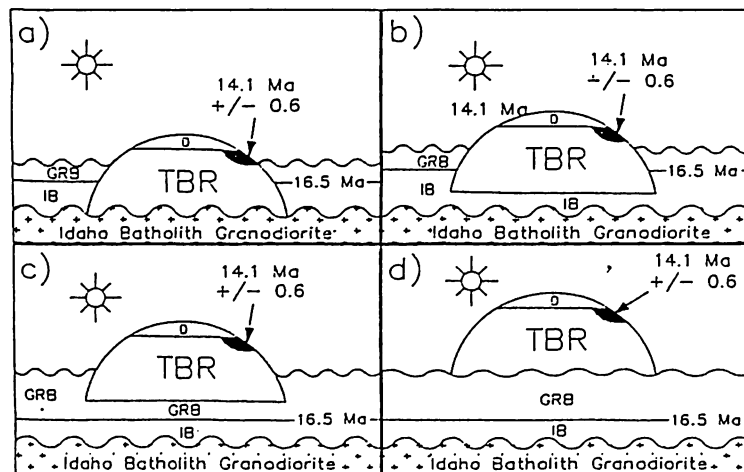 a)
14.1 Ma
+/- 0.6
D
TBR
GRB
16.5 Ma
IB
Idaho Batholith Granodiorite
b)
14.1 Ma
+/- 0.6
14.1 Ma
D
TBR
GRB
16.5 Ma
IB
IB
Idaho Batholith Granodiorite
c)
14.1 Ma
+/- 0.6
D
TBR
GRB
GRB
16.5 Ma
IB
Idaho Batholith Granodiorite
d)
14.1 Ma
+/- 0.6
D
TBR
GRB
16.5 Ma
IB
Idaho Batholith Granodiorite